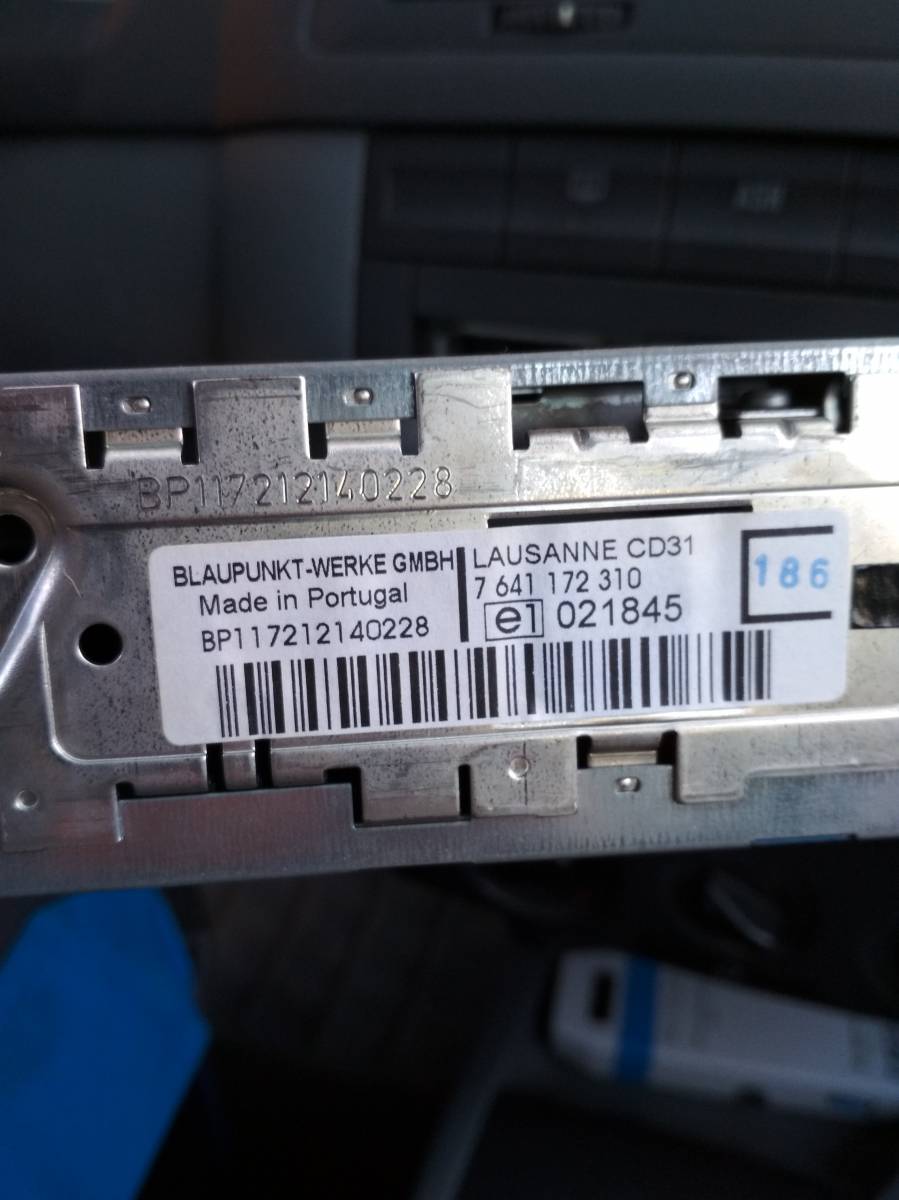 BP117212140228
BLAUPUNKT-WERKE GMBH
Made in Portugal
BP117212140228
LAUSANNE CD31
7 641 172 310
e1 021845
186